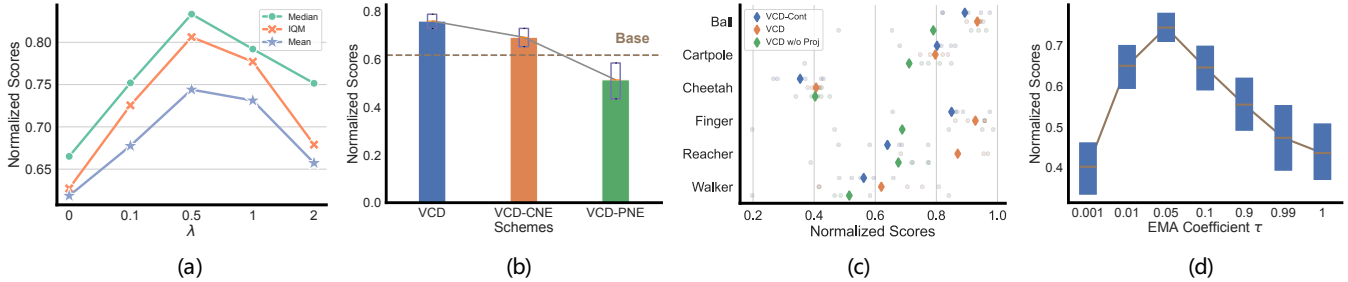 Normalized Scores
0.80
0.75
0.70
0.65
Median
IQM
Mean
0 0.1 0.5 1 2
λ
(a)
Normalized Scores
0.8
0.6
0.4
0.2
0.0
Base
VCD VCD-CNE VCD-PNE
Schemes
(b)
VCD-Cont
VCD
VCD w/o Proj
Ball
Cartpole
Cheetah
Finger
Reacher
Walker
0.2 0.4 0.6 0.8 1.0
Normalized Scores
(c)
Normalized Scores
0.7
0.6
0.5
0.4
0.001 0.01 0.05 0.1 0.9 0.99 1
EMA Coefficient τ
(d)